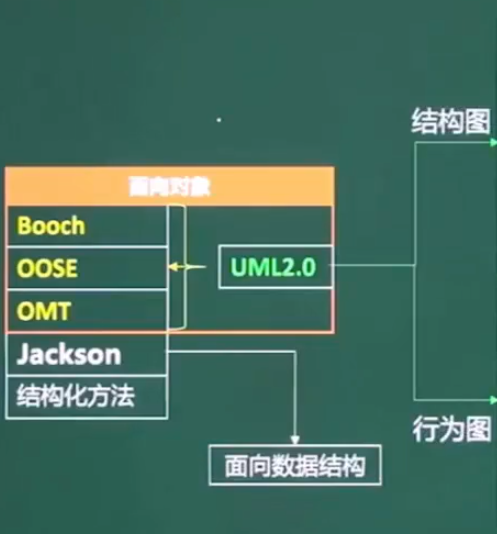 结构图
面向对象
Booch
OOSE
UML2.0
OMT
Jackson
结构化方法
行为图
面向数据结构